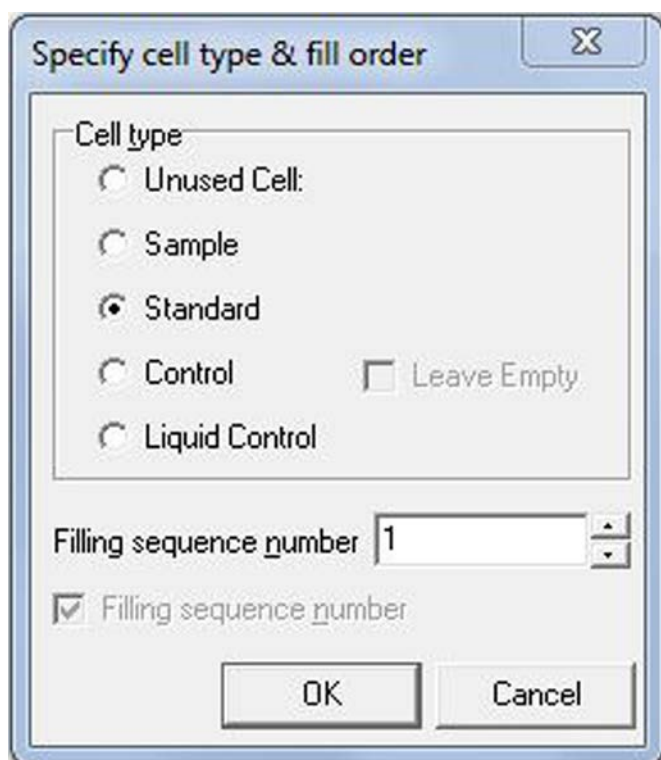 Specify cell type & fill order
Cell type
Unused Cell:
Sample
Standard
Control
Leave Empty
Liquid Control
Filling sequence number 1
Filling sequence number
OK
Cancel